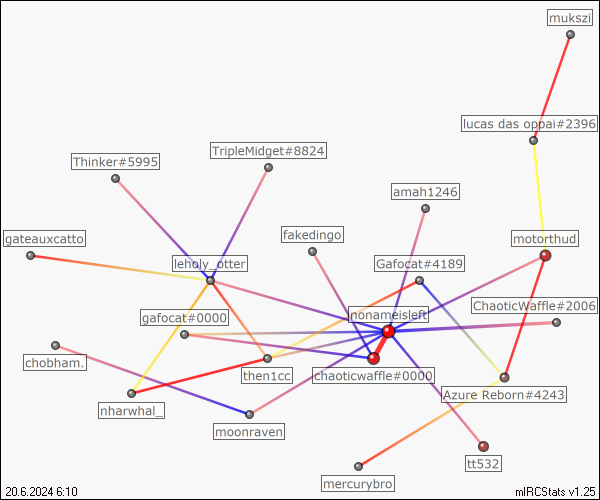 mukszi
lucas das oppai#2396
TripleMidget#8824
Thinker#5995
amah1246
fakedingo
gateauxcatto
motorthud
leholy_otter
Gafocat#4189
ChaoticWaffle#2006
nonameisleft
gafocat#0000
chobham.
then1cc
chaoticwaffle#0000
Azure Reborn#4243
nharwhal_
moonraven
tt532
mercurybro
20.6.2024 6:10
mIRCStats v1.25